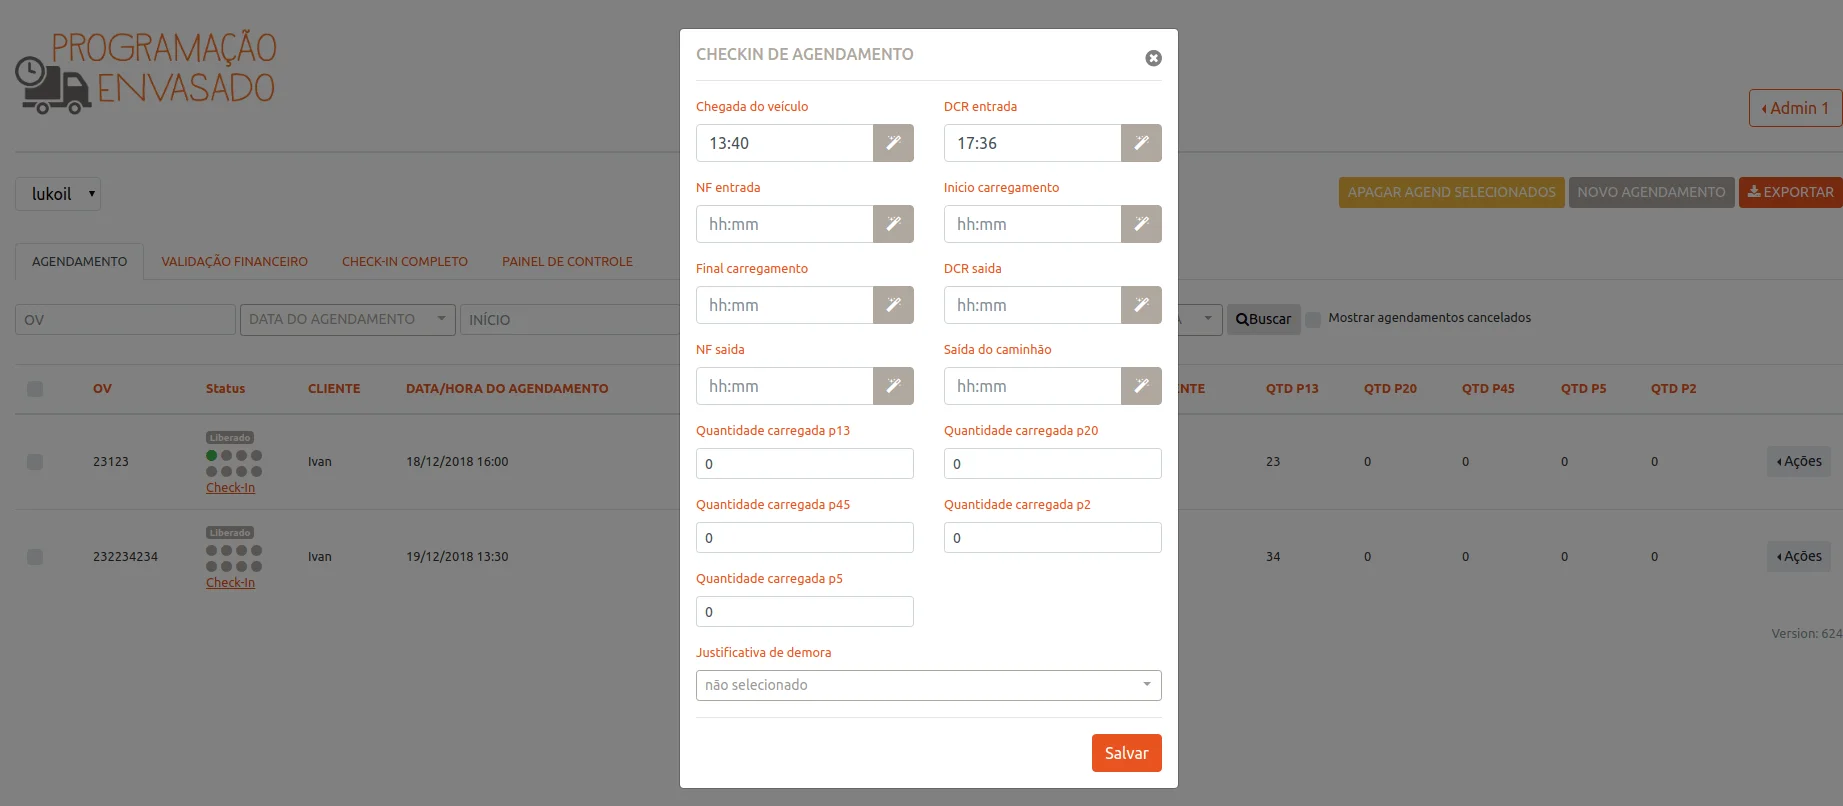 PROGRAMAÇÃO
ENVASADO
Admin 1
lukoil
APAGAR AGEND SELECIONADOS NOVO AGENDAMENTO EXPORTAR
AGENDAMENTO VALIDAÇÃO FINANCEIRO CHECK-IN COMPLETO PAINEL DE CONTROLE
OV DATA DO AGENDAMENTO INÍCIO Buscar Mostrar agendamentos cancelados
OV Status CLIENTE DATA/HORA DO AGENDAMENTO QTD P13 QTD P20 QTD P45 QTD P5 QTD P2
Liberado
23123 Ivan 18/12/2018 16:00 23 0 0 0 0 Ações
Check-In
Liberado
232234234 Ivan 19/12/2018 13:30 34 0 0 0 0 Ações
Check-In
Version: 624
CHECKIN DE AGENDAMENTO
Chegada do veículo DCR entrada
13:40 17:36
NF entrada Inicio carregamento
hh:mm hh:mm
Final carregamento DCR saida
hh:mm hh:mm
NF saida Saída do caminhão
hh:mm hh:mm
Quantidade carregada p13 Quantidade carregada p20
0 0
Quantidade carregada p45 Quantidade carregada p2
0 0
Quantidade carregada p5
0
Justificativa de demora
não selecionado
Salvar